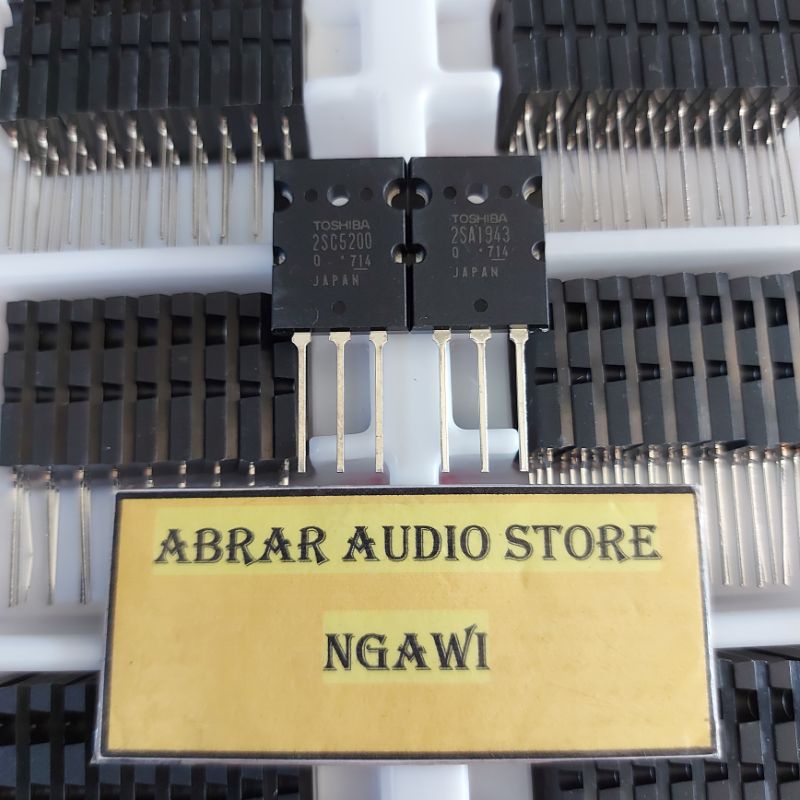 TOSHIBA
2SC5200
O • 714
JAPAN
TOSHIBA
2SA1943
O • 714
JAPAN
ABRAR AUDIO STORE
NGAWI